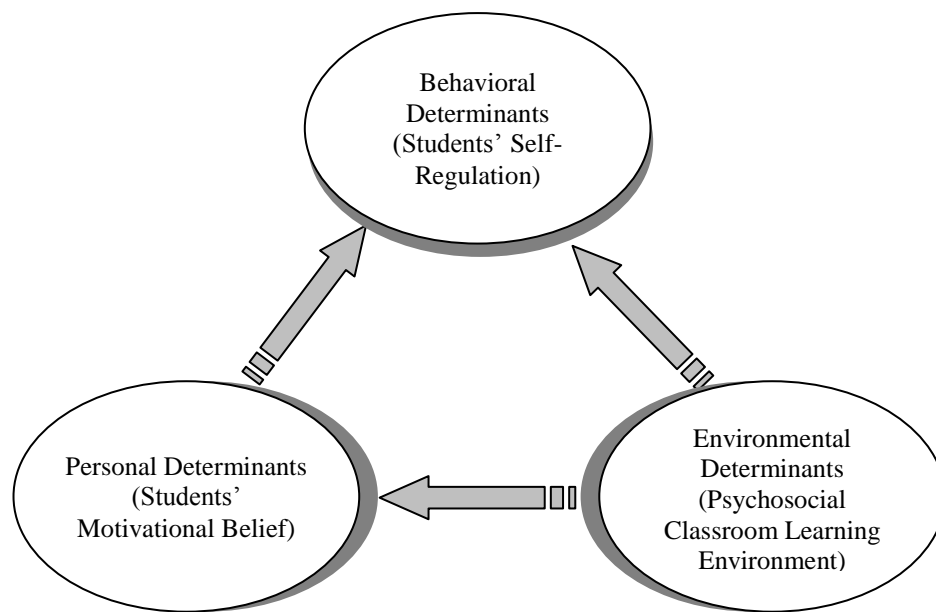 Behavioral
Determinants
(Students’ Self-
Regulation)
Personal Determinants
(Students’
Motivational Belief)
Environmental
Determinants
(Psychosocial
Classroom Learning
Environment)